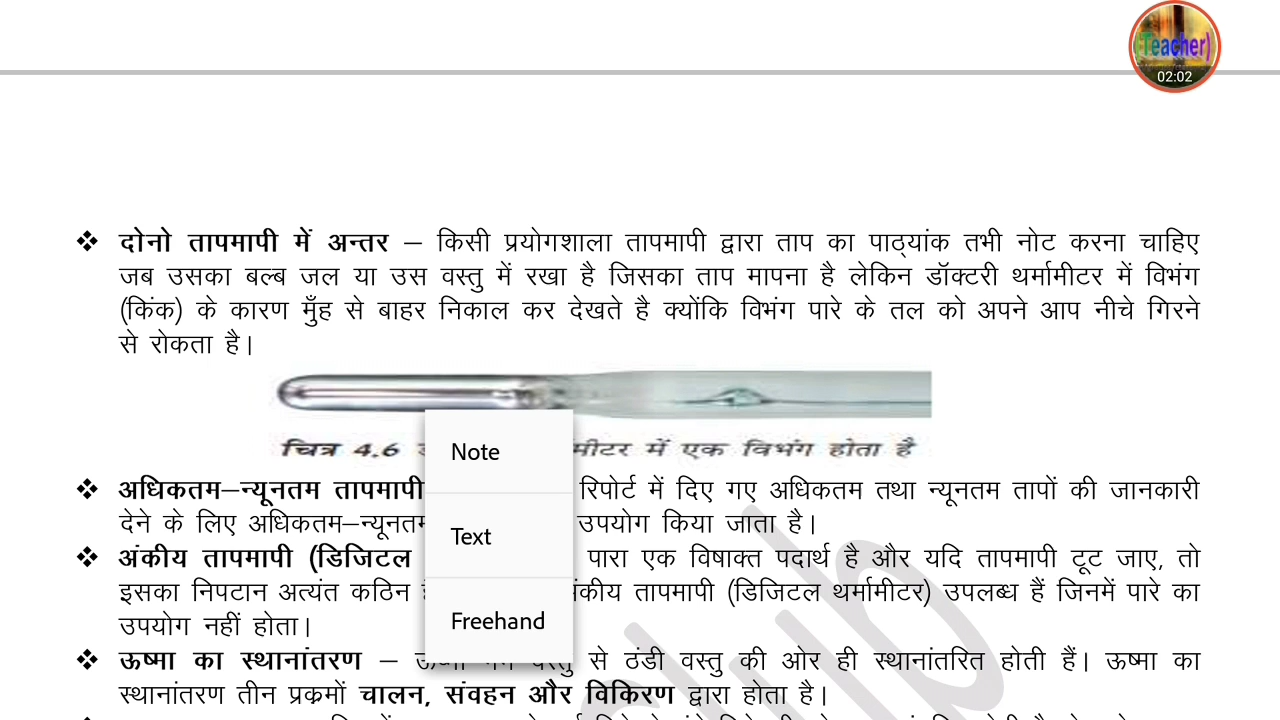 Teacher
02:02
❖ दोनो तापमापी में अन्तर – किसी प्रयोगशाला तापमापी द्वारा ताप का पाठ्यांक तभी नोट करना चाहिए
जब उसका बल्ब जल या उस वस्तु में रखा है जिसका ताप मापना है लेकिन डॉक्टरी थर्मामीटर में विभंग
(किंक) के कारण मुँह से बाहर निकाल कर देखते है क्योंकि विभंग पारे के तल को अपने आप नीचे गिरने
से रोकता है।
चित्र 4.6 मीटर में एक विभंग होता है
Note
❖ अधिकतम–न्यूनतम तापमापी रिपोर्ट में दिए गए अधिकतम तथा न्यूनतम तापों की जानकारी
देने के लिए अधिकतम–न्यूनतम उपयोग किया जाता है।
Text
❖ अंकीय तापमापी (डिजिटल पारा एक विषाक्त पदार्थ है और यदि तापमापी टूट जाए, तो
इसका निपटान अत्यंत कठिन अंकीय तापमापी (डिजिटल थर्मामीटर) उपलब्ध हैं जिनमें पारे का
उपयोग नहीं होता।
Freehand
❖ ऊष्मा का स्थानांतरण – से ठंडी वस्तु की ओर ही स्थानांतरित होती हैं। ऊष्मा का
स्थानांतरण तीन प्रक्रमों चालन, संवहन और विकिरण द्वारा होता है।